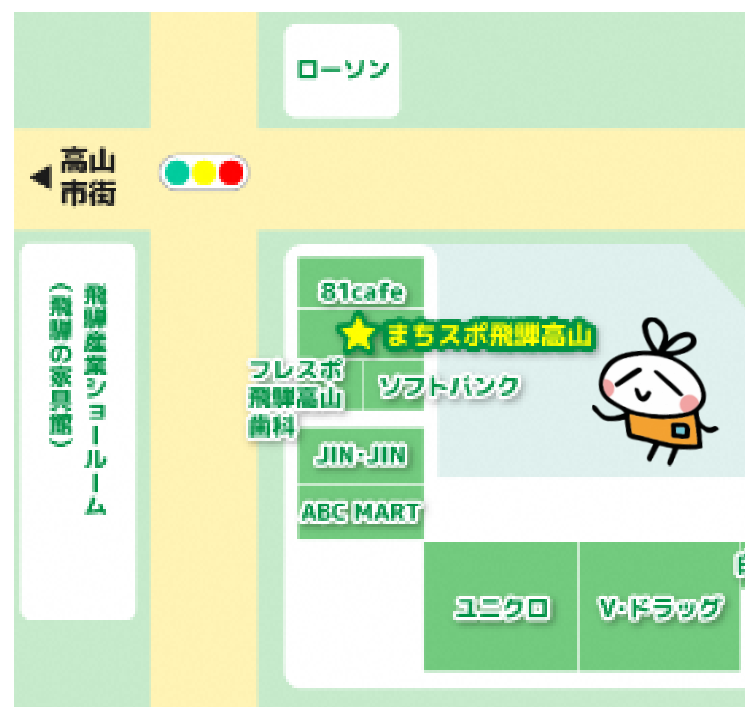 ローソン
高山
市街
飛騨産業ショールーム
（飛騨の家具館）
81cafe
まちスポ飛騨高山
フレスポ
飛騨高山
歯科
ソフトバンク
JIN・JIN
ABC MART
ユニクロ
V・ドラッグ